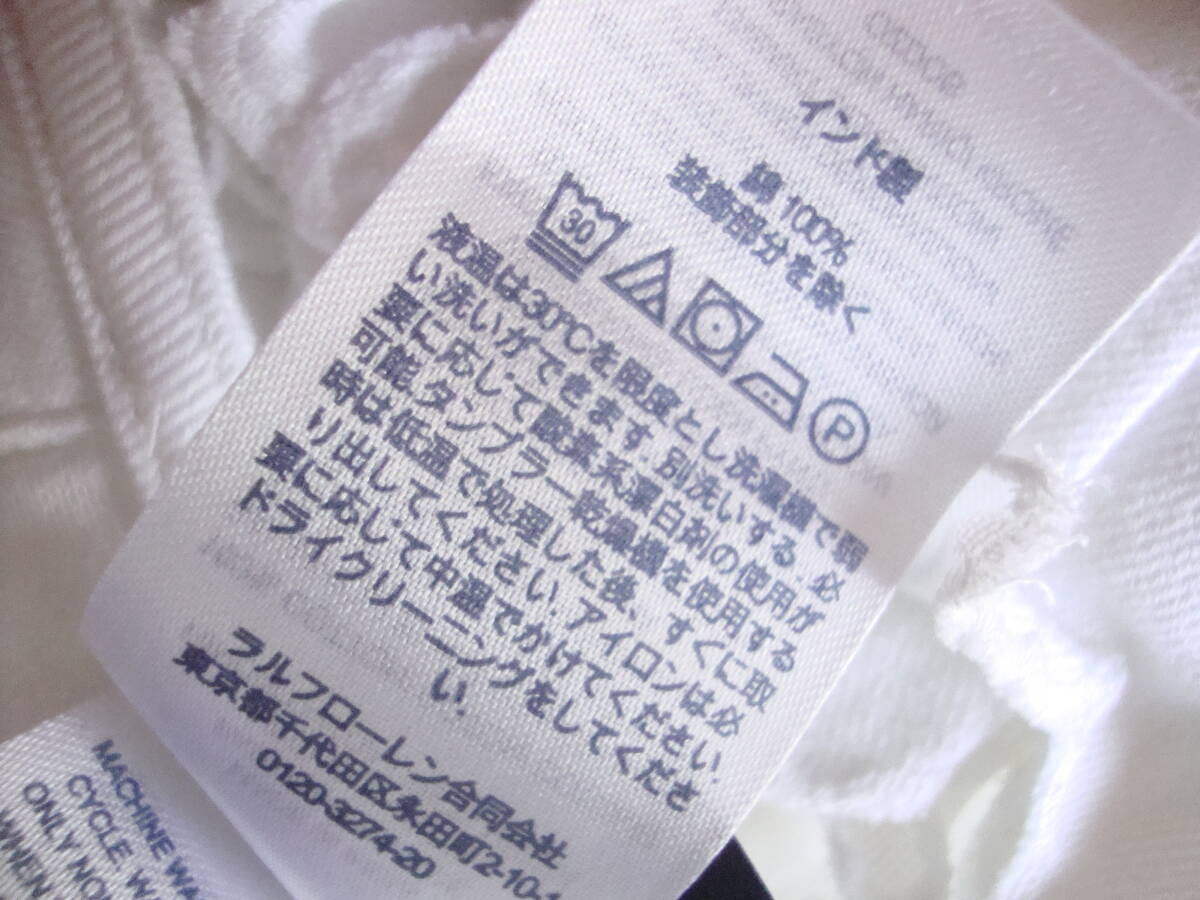 インド製
綿 100%
装飾部分を除く
30
P
液温は30℃を限度とし 洗濯機で弱
い洗いができます. 別洗いする. 必
要に応じて酸素系漂白剤の使用が
可能. タンブラー乾燥機を使用する
時は低温で処理した後、すぐに取
り出してください. アイロンは必
要に応じて中温でかけてください.
ドライクリーニングをしてくださ
い.
ラルフローレン合同会社
東京都千代田区永田町2-10-
0120-3274-20
MACHINE WA
CYCLE. W
ONLY NO
WHEN